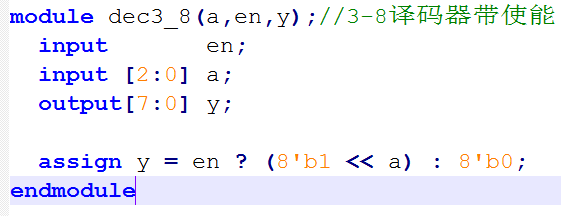 module dec3_8(a,en,y);//3-8译码器带使能
input en;
input [2:0] a;
output[7:0] y;
assign y = en ? (8'b1 << a) : 8'b0;
endmodule